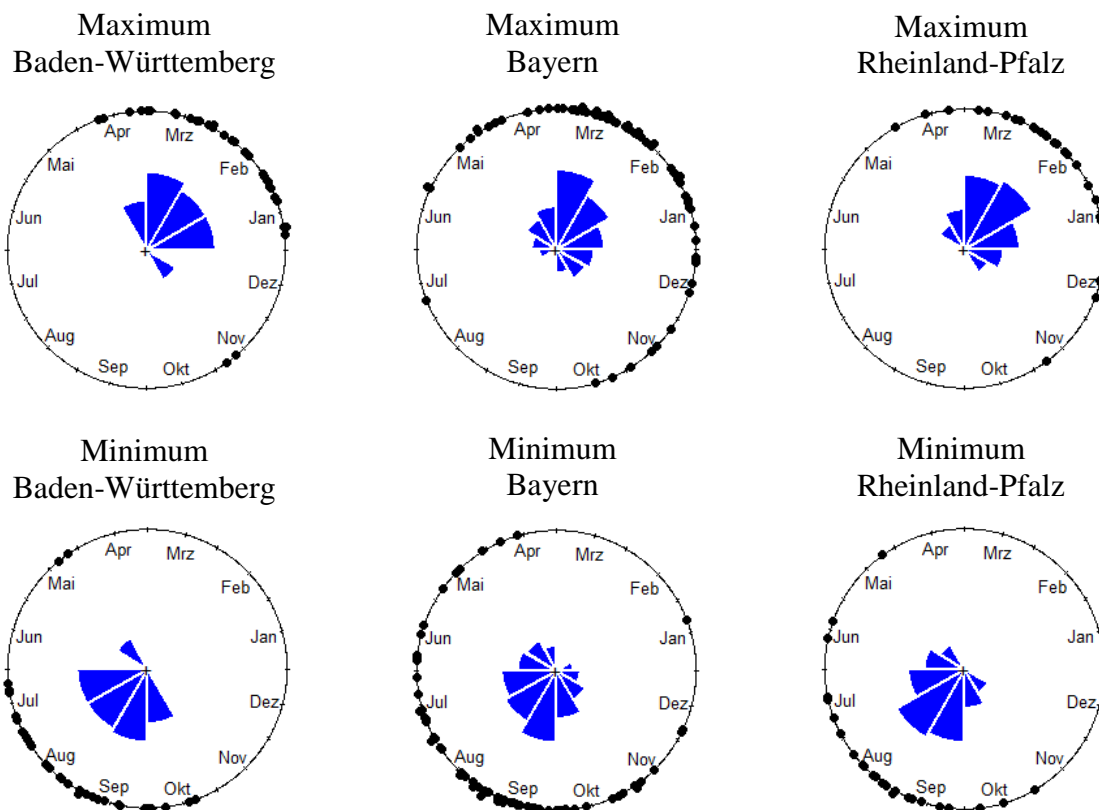 Maximum
Baden-Württemberg
Maximum
Bayern
Maximum
Rheinland-Pfalz
Apr
Mrz
Mai
Feb
Jun
Jan
Jul
Dez
Aug
Nov
Sep
Okt
Apr
Mrz
Mai
Feb
Jun
Jan
Jul
Dez
Aug
Nov
Sep
Okt
Apr
Mrz
Mai
Feb
Jun
Jan
Jul
Dez
Aug
Nov
Sep
Okt
Minimum
Baden-Württemberg
Minimum
Bayern
Minimum
Rheinland-Pfalz
Apr
Mrz
Mai
Feb
Jun
Jan
Jul
Dez
Aug
Nov
Sep
Okt
Apr
Mrz
Mai
Feb
Jun
Jan
Jul
Dez
Aug
Nov
Sep
Okt
Apr
Mrz
Mai
Feb
Jun
Jan
Jul
Dez
Aug
Nov
Sep
Okt